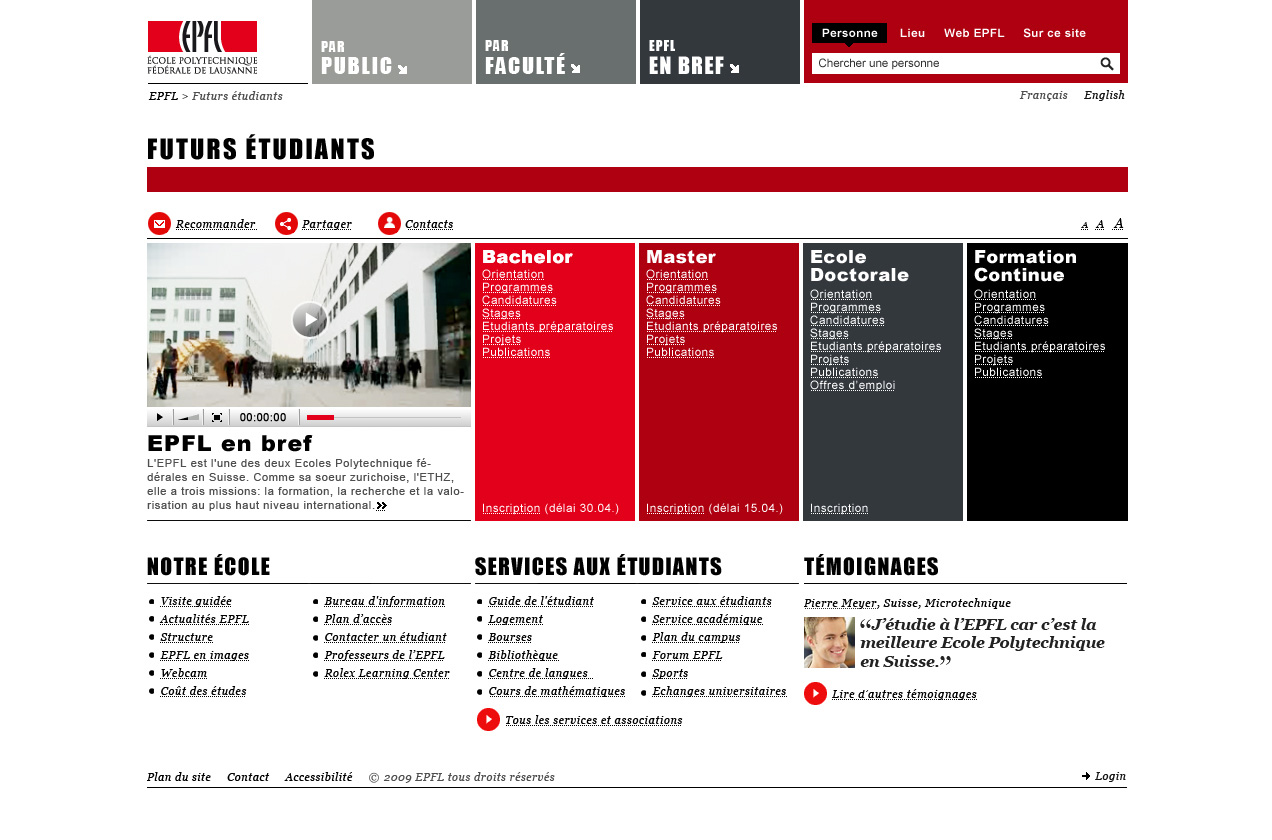 EPFL
ÉCOLE POLYTECHNIQUE
FÉDÉRALE DE LAUSANNE
PAR
PUBLIC
PAR
FACULTÉ
EPFL
EN BREF
Personne Lieu Web EPFL Sur ce site
Chercher une personne
EPFL > Futurs étudiants
Français English
FUTURS ÉTUDIANTS
Recommander Partager Contacts
A A A
00:00:00
EPFL en bref
L'EPFL est l'une des deux Ecoles Polytechnique fé-
dérales en Suisse. Comme sa soeur zurichoise, l'ETHZ,
elle a trois missions: la formation, la recherche et la valo-
risation au plus haut niveau international.
Bachelor
Orientation
Programmes
Candidatures
Stages
Etudiants préparatoires
Projets
Publications
Inscription (délai 30.04.)
Master
Orientation
Programmes
Candidatures
Stages
Etudiants préparatoires
Projets
Publications
Inscription (délai 15.04.)
Ecole
Doctorale
Orientation
Programmes
Candidatures
Stages
Etudiants préparatoires
Projets
Publications
Offres d'emploi
Inscription
Formation
Continue
Orientation
Programmes
Candidatures
Stages
Etudiants préparatoires
Projets
Publications
NOTRE ÉCOLE
Visite guidée
Actualités EPFL
Structure
EPFL en images
Webcam
Coût des études
Bureau d'information
Plan d'accès
Contacter un étudiant
Professeurs de l'EPFL
Rolex Learning Center
SERVICES AUX ÉTUDIANTS
Guide de l'étudiant
Logement
Bourses
Bibliothèque
Centre de langues
Cours de mathématiques
Service aux étudiants
Service académique
Plan du campus
Forum EPFL
Sports
Echanges universitaires
Tous les services et associations
TÉMOIGNAGES
Pierre Meyer, Suisse, Microtechnique
“J'étudie à l'EPFL car c'est la
meilleure Ecole Polytechnique
en Suisse.”
Lire d'autres témoignages
Plan du site Contact Accessibilité © 2009 EPFL tous droits réservés
Login